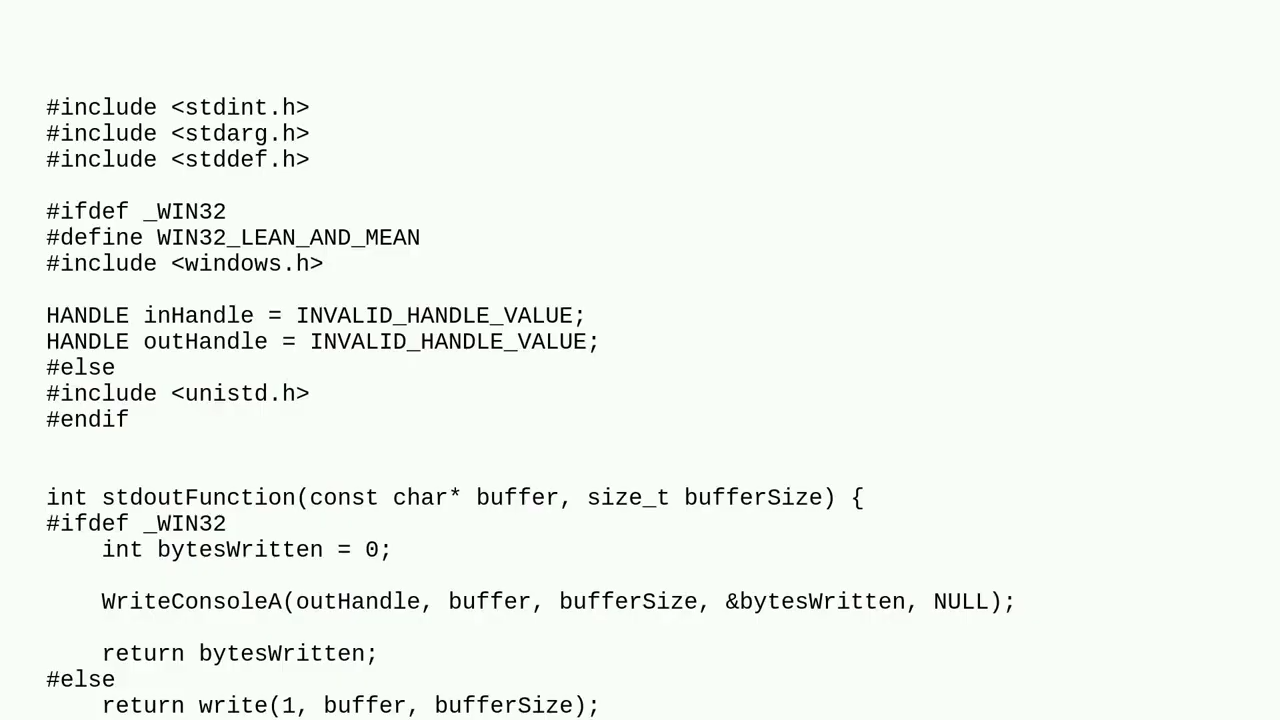 #include <stdint.h>
#include <stdarg.h>
#include <stddef.h>
#ifdef _WIN32
#define WIN32_LEAN_AND_MEAN
#include <windows.h>
HANDLE inHandle = INVALID_HANDLE_VALUE;
HANDLE outHandle = INVALID_HANDLE_VALUE;
#else
#include <unistd.h>
#endif
int stdoutFunction(const char* buffer, size_t bufferSize) {
#ifdef _WIN32
    int bytesWritten = 0;
    WriteConsoleA(outHandle, buffer, bufferSize, &bytesWritten, NULL);
    return bytesWritten;
#else
    return write(1, buffer, bufferSize);